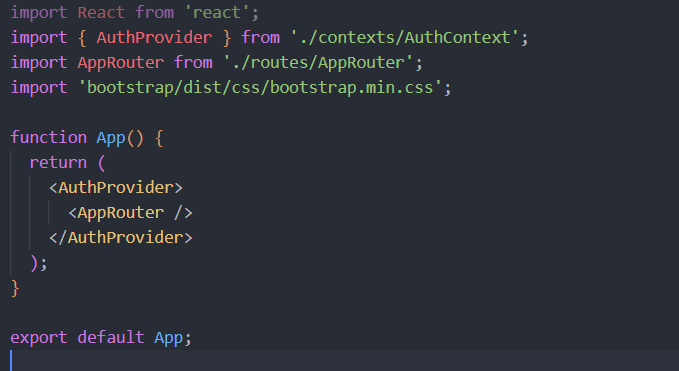 import React from 'react';
import { AuthProvider } from './contexts/AuthContext';
import AppRouter from './routes/AppRouter';
import 'bootstrap/dist/css/bootstrap.min.css';

function App() {
  return (
    <AuthProvider>
      <AppRouter />
    </AuthProvider>
  );
}

export default App;